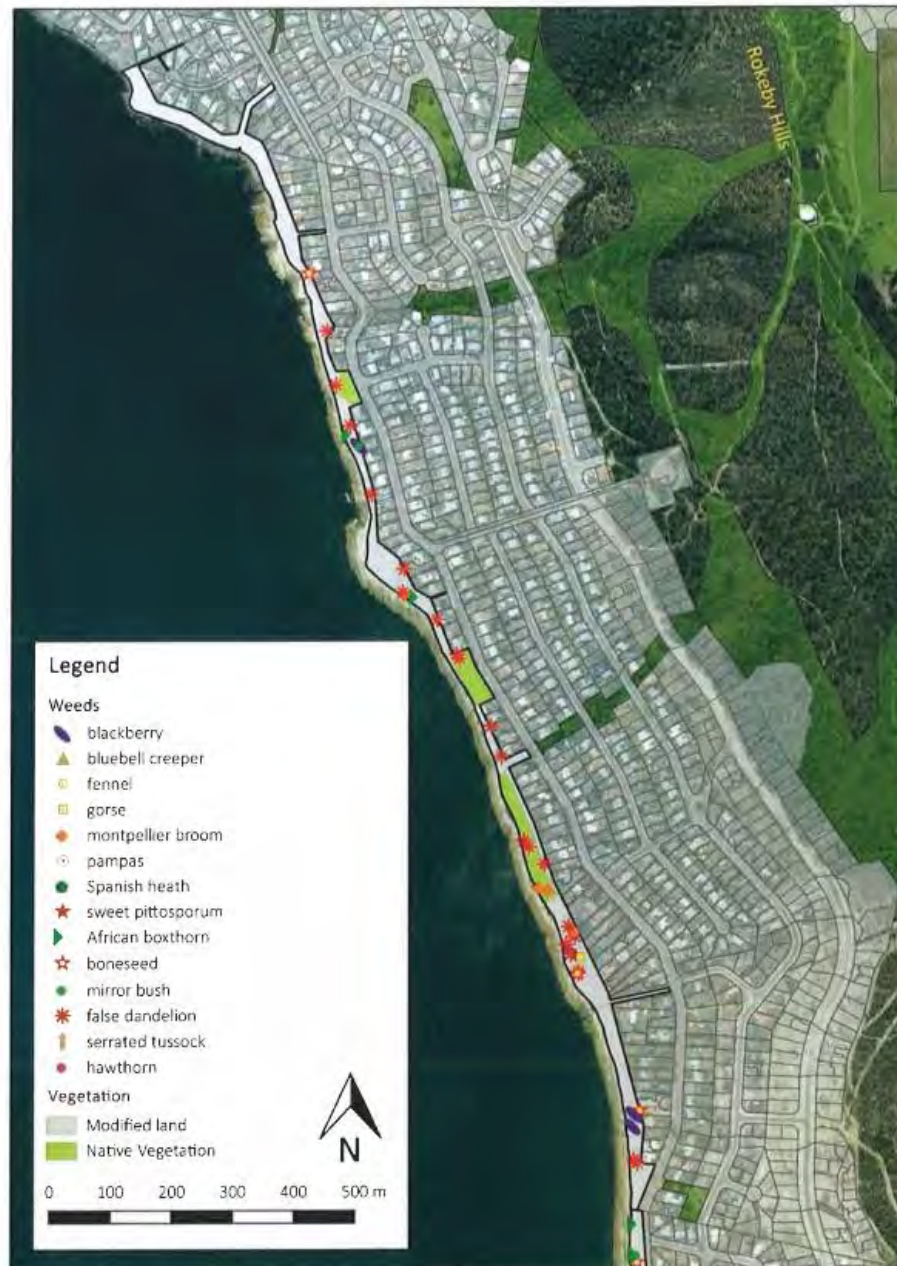 Rokeby Hills
Legend
Weeds
blackberry
bluebell creeper
fennel
gorse
montpellier broom
pampas
Spanish heath
sweet pittosporum
African boxthorn
boneseed
mirror bush
false dandelion
serrated tussock
hawthorn
Vegetation
Modified land
Native Vegetation
N
0 100 200 300 400 500 m